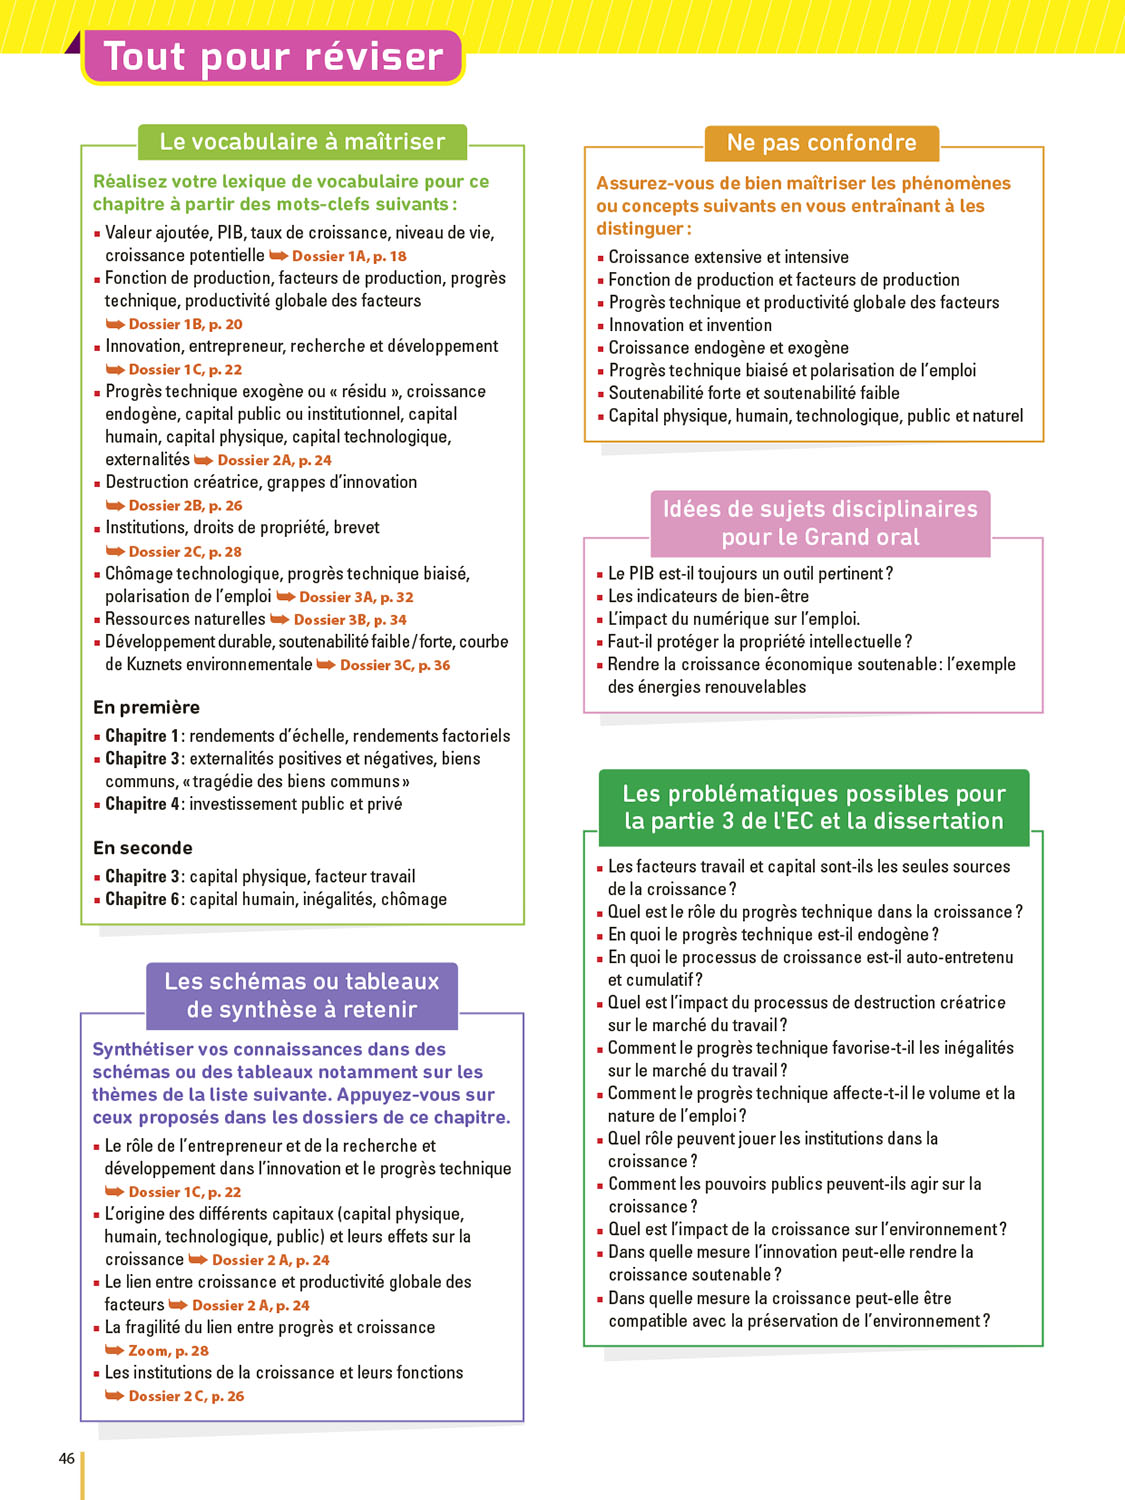 Tout pour réviser
Le vocabulaire à maîtriser
Réalisez votre lexique de vocabulaire pour ce
chapitre à partir des mots-clefs suivants :
▪ Valeur ajoutée, PIB, taux de croissance, niveau de vie,
croissance potentielle ➥ Dossier 1A, p. 18
▪ Fonction de production, facteurs de production, progrès
technique, productivité globale des facteurs
➥ Dossier 1B, p. 20
▪ Innovation, entrepreneur, recherche et développement
➥ Dossier 1C, p. 22
▪ Progrès technique exogène ou « résidu », croissance
endogène, capital public ou institutionnel, capital
humain, capital physique, capital technologique,
externalités ➥ Dossier 2A, p. 24
▪ Destruction créatrice, grappes d'innovation
➥ Dossier 2B, p. 26
▪ Institutions, droits de propriété, brevet
➥ Dossier 2C, p. 28
▪ Chômage technologique, progrès technique biaisé,
polarisation de l'emploi ➥ Dossier 3A, p. 32
▪ Ressources naturelles ➥ Dossier 3B, p. 34
▪ Développement durable, soutenabilité faible / forte, courbe
de Kuznets environnementale ➥ Dossier 3C, p. 36
En première
▪ Chapitre 1 : rendements d'échelle, rendements factoriels
▪ Chapitre 3 : externalités positives et négatives, biens
communs, « tragédie des biens communs »
▪ Chapitre 4 : investissement public et privé
En seconde
▪ Chapitre 3 : capital physique, facteur travail
▪ Chapitre 6 : capital humain, inégalités, chômage
Les schémas ou tableaux
de synthèse à retenir
Synthétiser vos connaissances dans des
schémas ou des tableaux notamment sur les
thèmes de la liste suivante. Appuyez-vous sur
ceux proposés dans les dossiers de ce chapitre.
▪ Le rôle de l'entrepreneur et de la recherche et
développement dans l'innovation et le progrès technique
➥ Dossier 1C, p. 22
▪ L'origine des différents capitaux (capital physique,
humain, technologique, public) et leurs effets sur la
croissance ➥ Dossier 2 A, p. 24
▪ Le lien entre croissance et productivité globale des
facteurs ➥ Dossier 2 A, p. 24
▪ La fragilité du lien entre progrès et croissance
➥ Zoom, p. 28
▪ Les institutions de la croissance et leurs fonctions
➥ Dossier 2 C, p. 26
Ne pas confondre
Assurez-vous de bien maîtriser les phénomènes
ou concepts suivants en vous entraînant à les
distinguer :
▪ Croissance extensive et intensive
▪ Fonction de production et facteurs de production
▪ Progrès technique et productivité globale des facteurs
▪ Innovation et invention
▪ Croissance endogène et exogène
▪ Progrès technique biaisé et polarisation de l'emploi
▪ Soutenabilité forte et soutenabilité faible
▪ Capital physique, humain, technologique, public et naturel
Idées de sujets disciplinaires
pour le Grand oral
▪ Le PIB est-il toujours un outil pertinent ?
▪ Les indicateurs de bien-être
▪ L'impact du numérique sur l'emploi.
▪ Faut-il protéger la propriété intellectuelle ?
▪ Rendre la croissance économique soutenable : l'exemple
des énergies renouvelables
Les problématiques possibles pour
la partie 3 de l'EC et la dissertation
▪ Les facteurs travail et capital sont-ils les seules sources
de la croissance ?
▪ Quel est le rôle du progrès technique dans la croissance ?
▪ En quoi le progrès technique est-il endogène ?
▪ En quoi le processus de croissance est-il auto-entretenu
et cumulatif ?
▪ Quel est l'impact du processus de destruction créatrice
sur le marché du travail ?
▪ Comment le progrès technique favorise-t-il les inégalités
sur le marché du travail ?
▪ Comment le progrès technique affecte-t-il le volume et la
nature de l'emploi ?
▪ Quel rôle peuvent jouer les institutions dans la
croissance ?
▪ Comment les pouvoirs publics peuvent-ils agir sur la
croissance ?
▪ Quel est l'impact de la croissance sur l'environnement ?
▪ Dans quelle mesure l'innovation peut-elle rendre la
croissance soutenable ?
▪ Dans quelle mesure la croissance peut-elle être
compatible avec la préservation de l'environnement ?
46